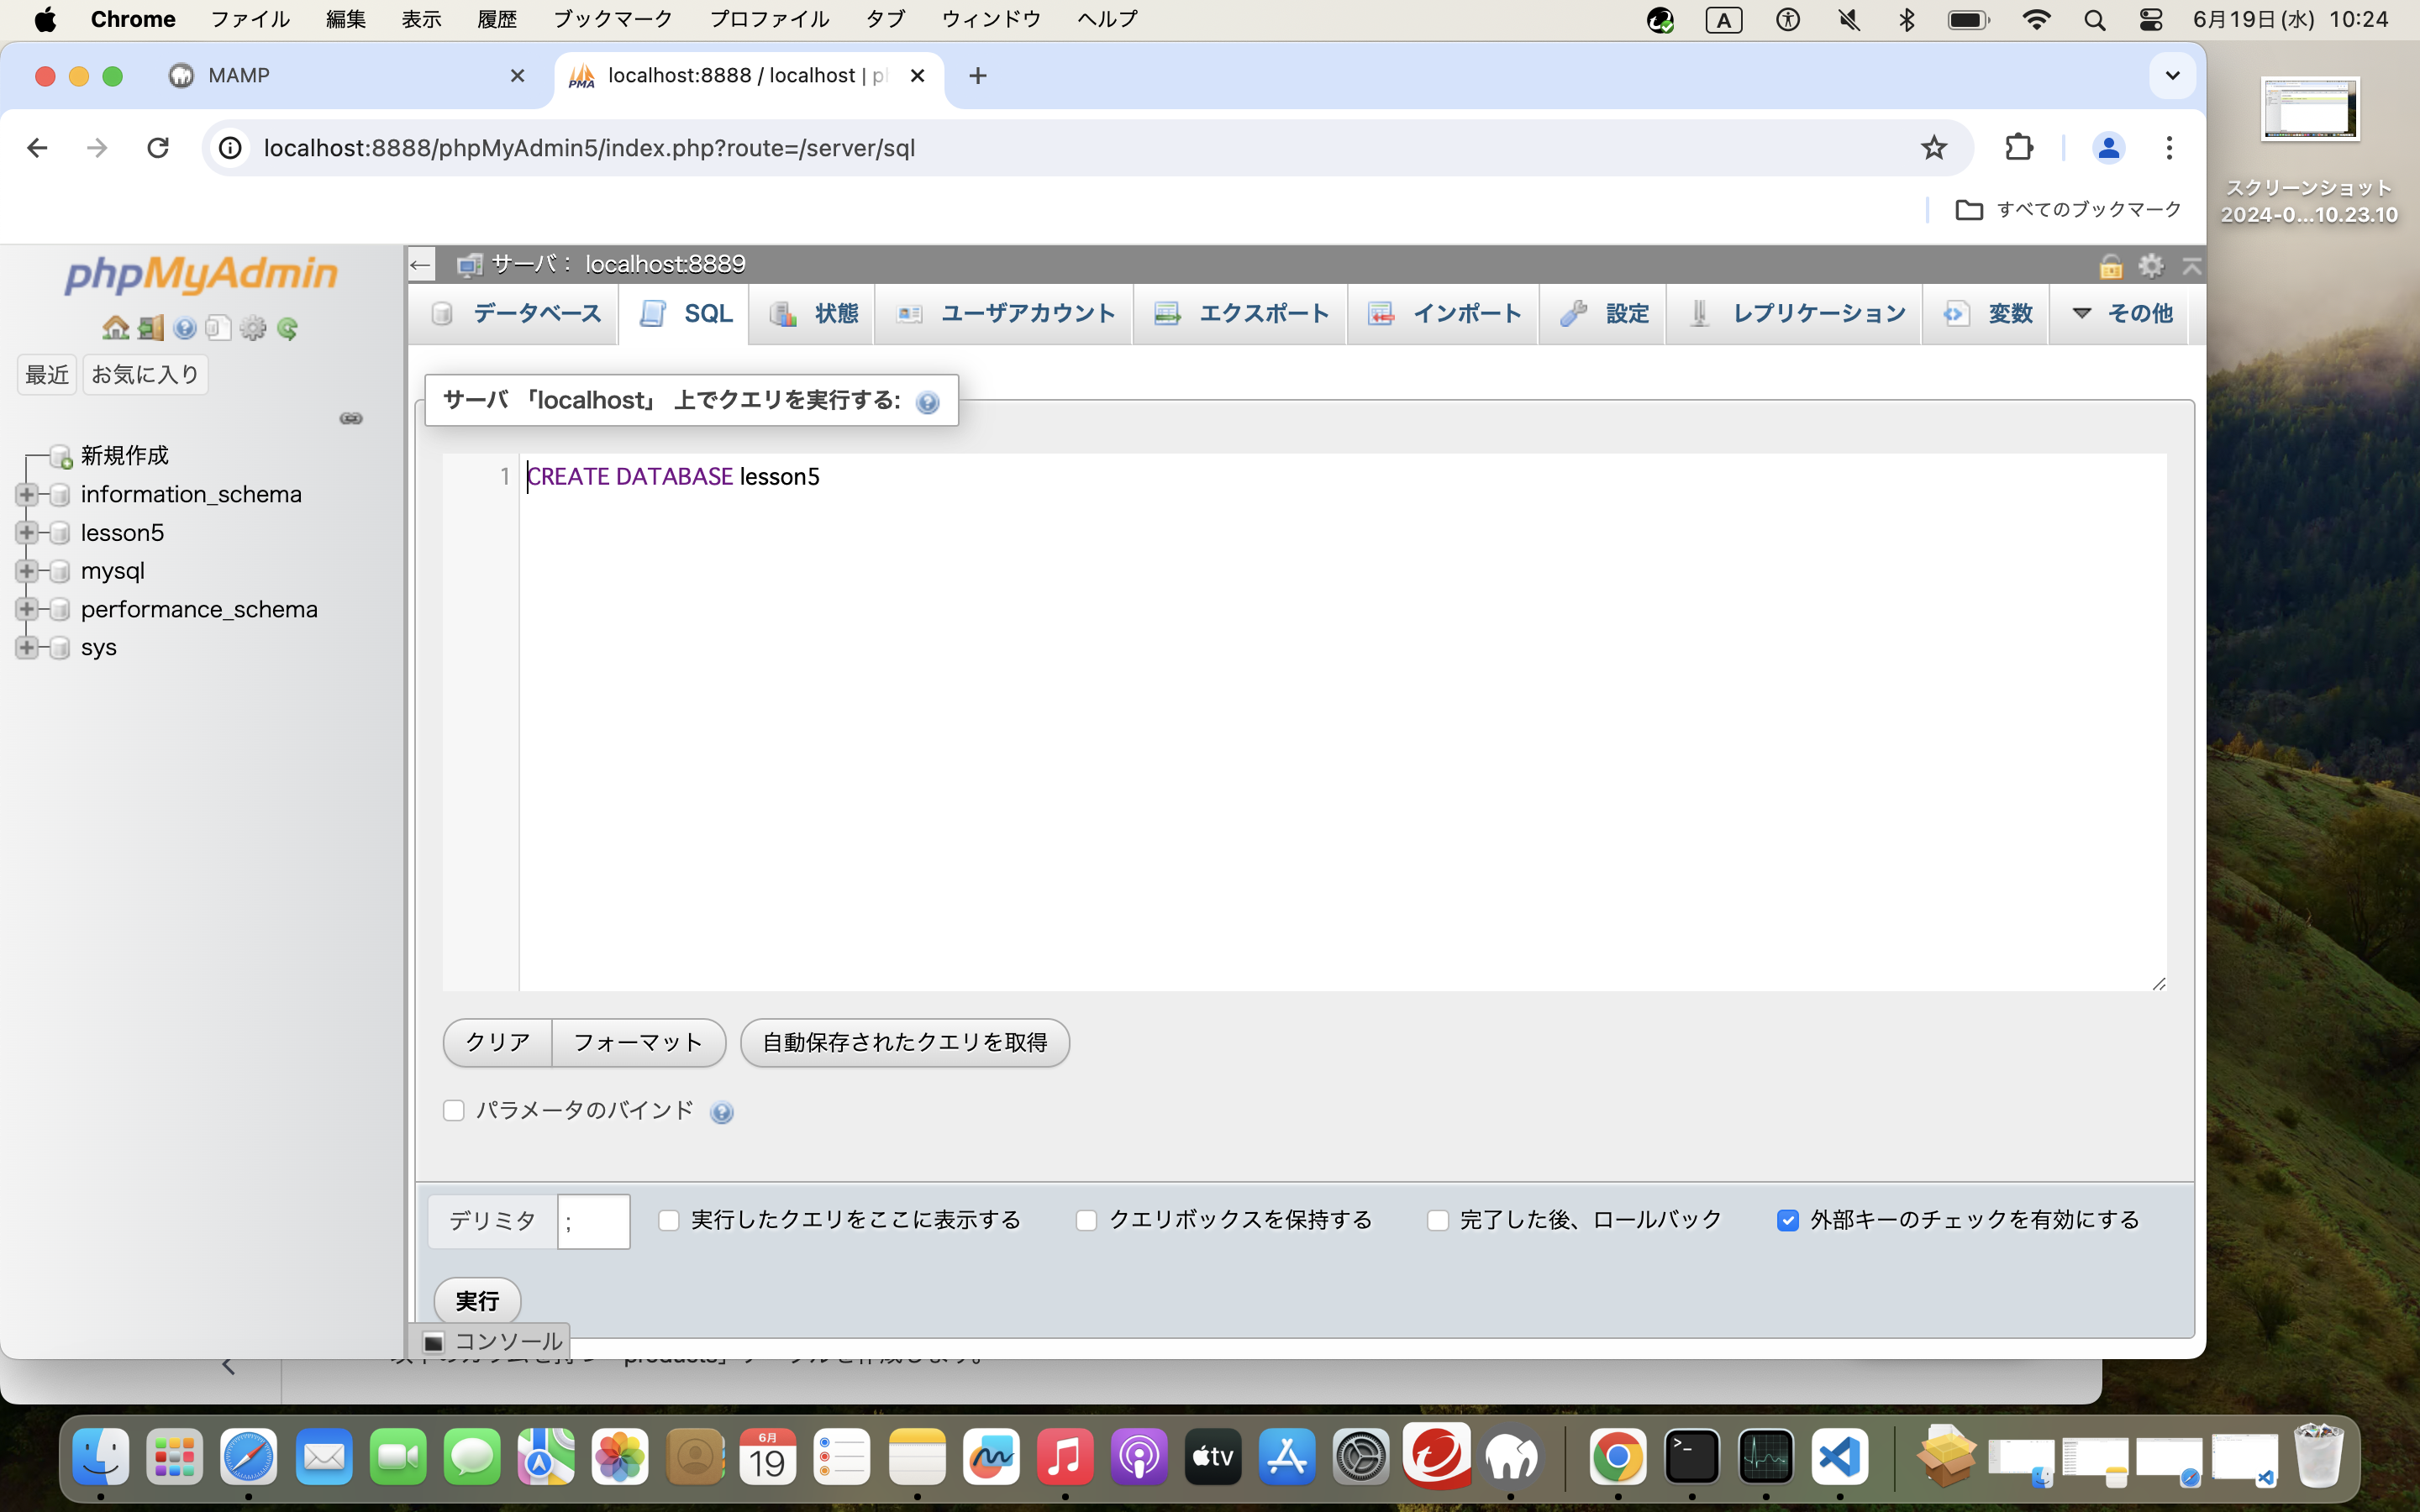 Chrome ファイル 編集 表示 履歴 ブックマーク プロファイル タブ ウィンドウ ヘルプ A 6月19日(水) 10:24
MAMP
PMA localhost:8888 / localhost | p
localhost:8888/phpMyAdmin5/index.php?route=/server/sql
すべてのブックマーク
スクリーンショット
2024-0...10.23.10
phpMyAdmin
最近 お気に入り
新規作成
information_schema
lesson5
mysql
performance_schema
sys
サーバ: localhost:8889
データベース SQL 状態 ユーザアカウント エクスポート インポート 設定 レプリケーション 変数 その他
サーバ 「localhost」 上でクエリを実行する:
1 CREATE DATABASE lesson5
クリア フォーマット 自動保存されたクエリを取得
パラメータのバインド
デリミタ ; 実行したクエリをここに表示する クエリボックスを保持する 完了した後、ロールバック 外部キーのチェックを有効にする
実行
コンソール
6月
19
tv